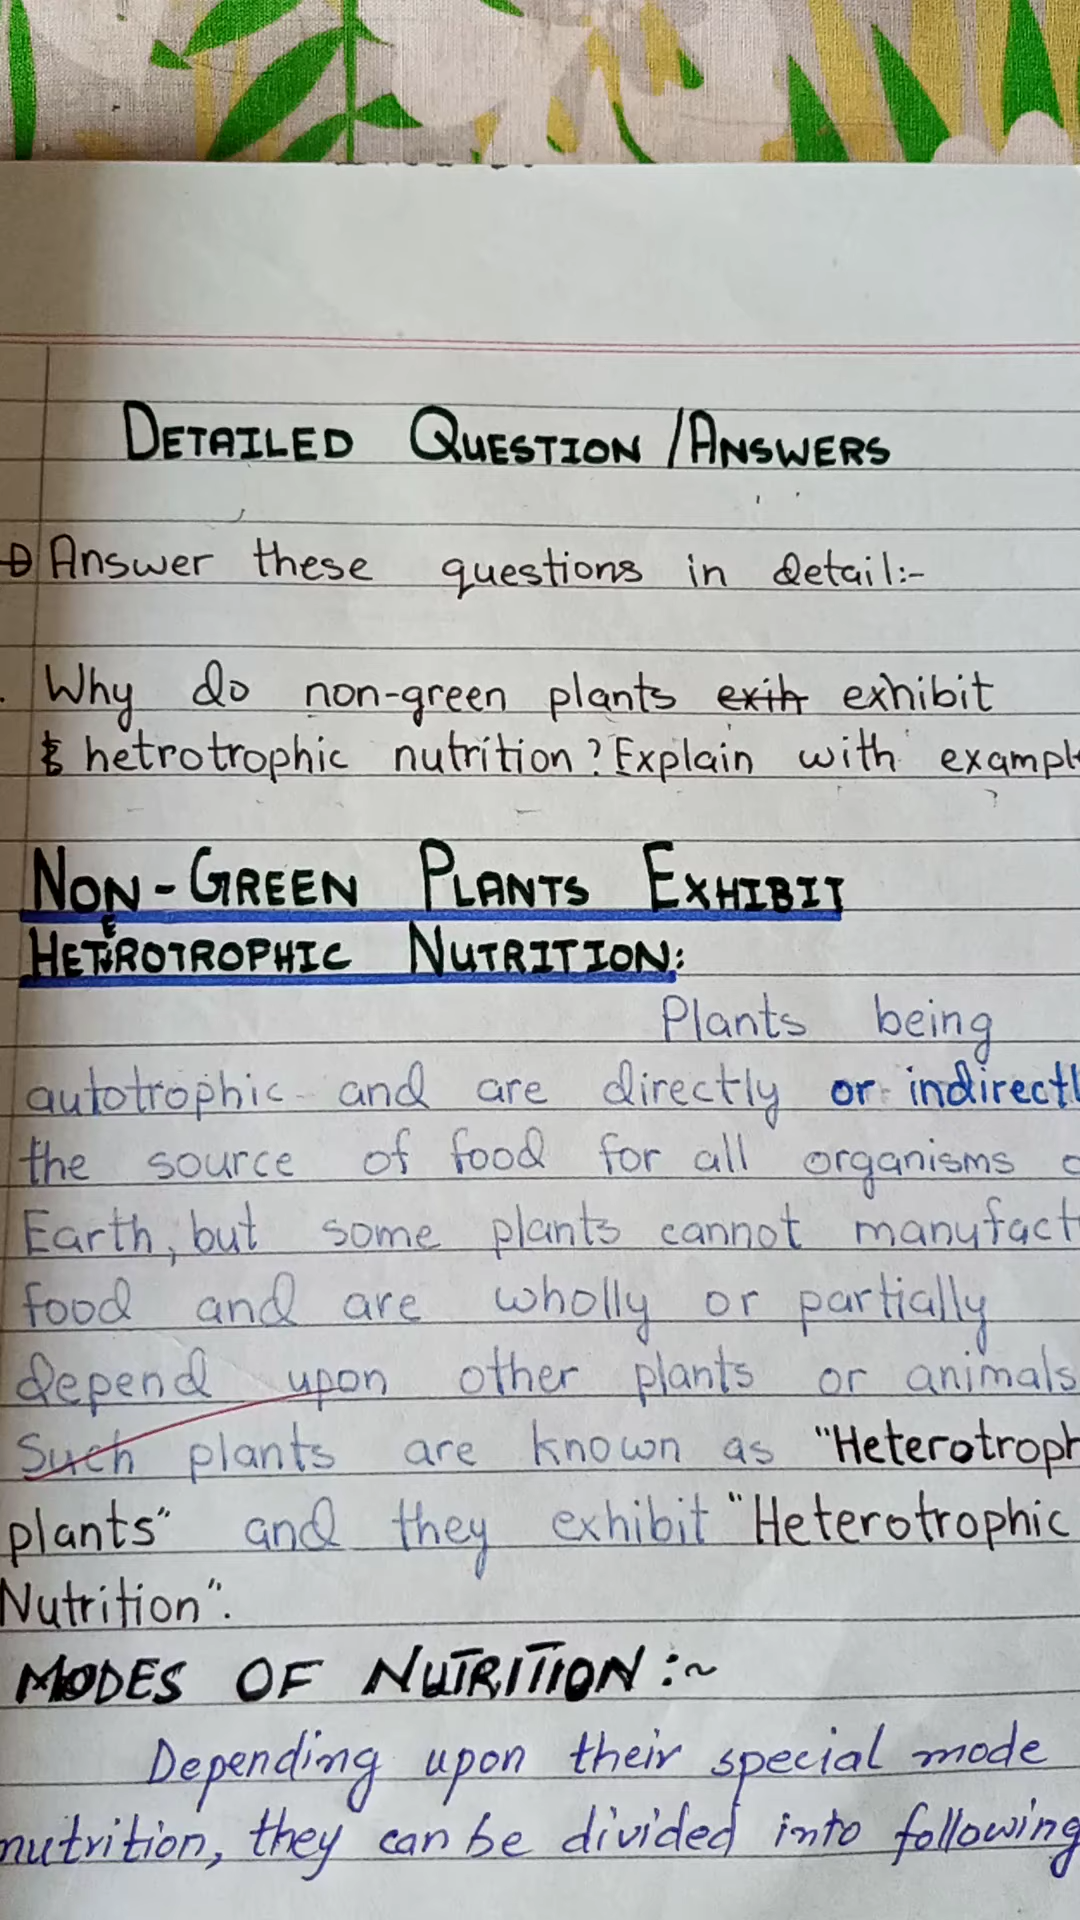 DETAILED QUESTION/ANSWERS
Answer these questions in detail:-
Why do non-green plants exih exhibit
hetrotrophic nutrition? Explain with exampl
NON-GREEN PLANTS EXHIBIT
HETEROTROPHIC NUTRITION:
Plants being
autotrophic and are directly or indirectl
the source of food for all organisms
Earth, but some plants cannot manufact
food and are wholly or partially
depend upon other plants or animals
Such plants are known as "Heterotroph
plants" and they exhibit "Heterotrophic
Nutrition".
MODES OF NUTRITION:~
Depending upon their special mode
nutrition, they can be divided into following